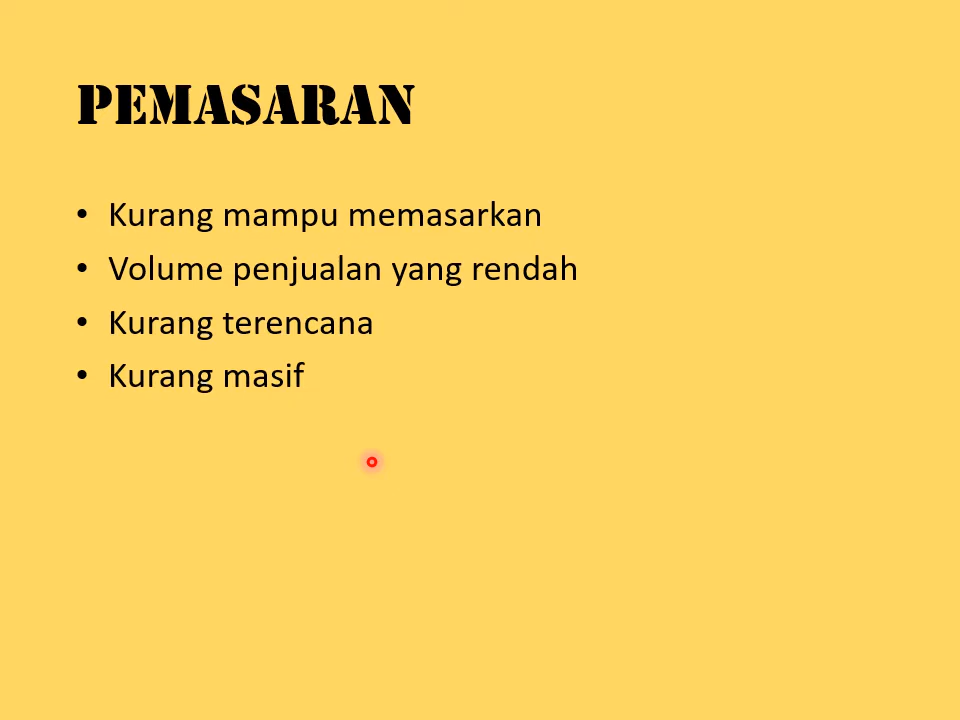 PEMASARAN
• Kurang mampu memasarkan
• Volume penjualan yang rendah
• Kurang terencana
• Kurang masif